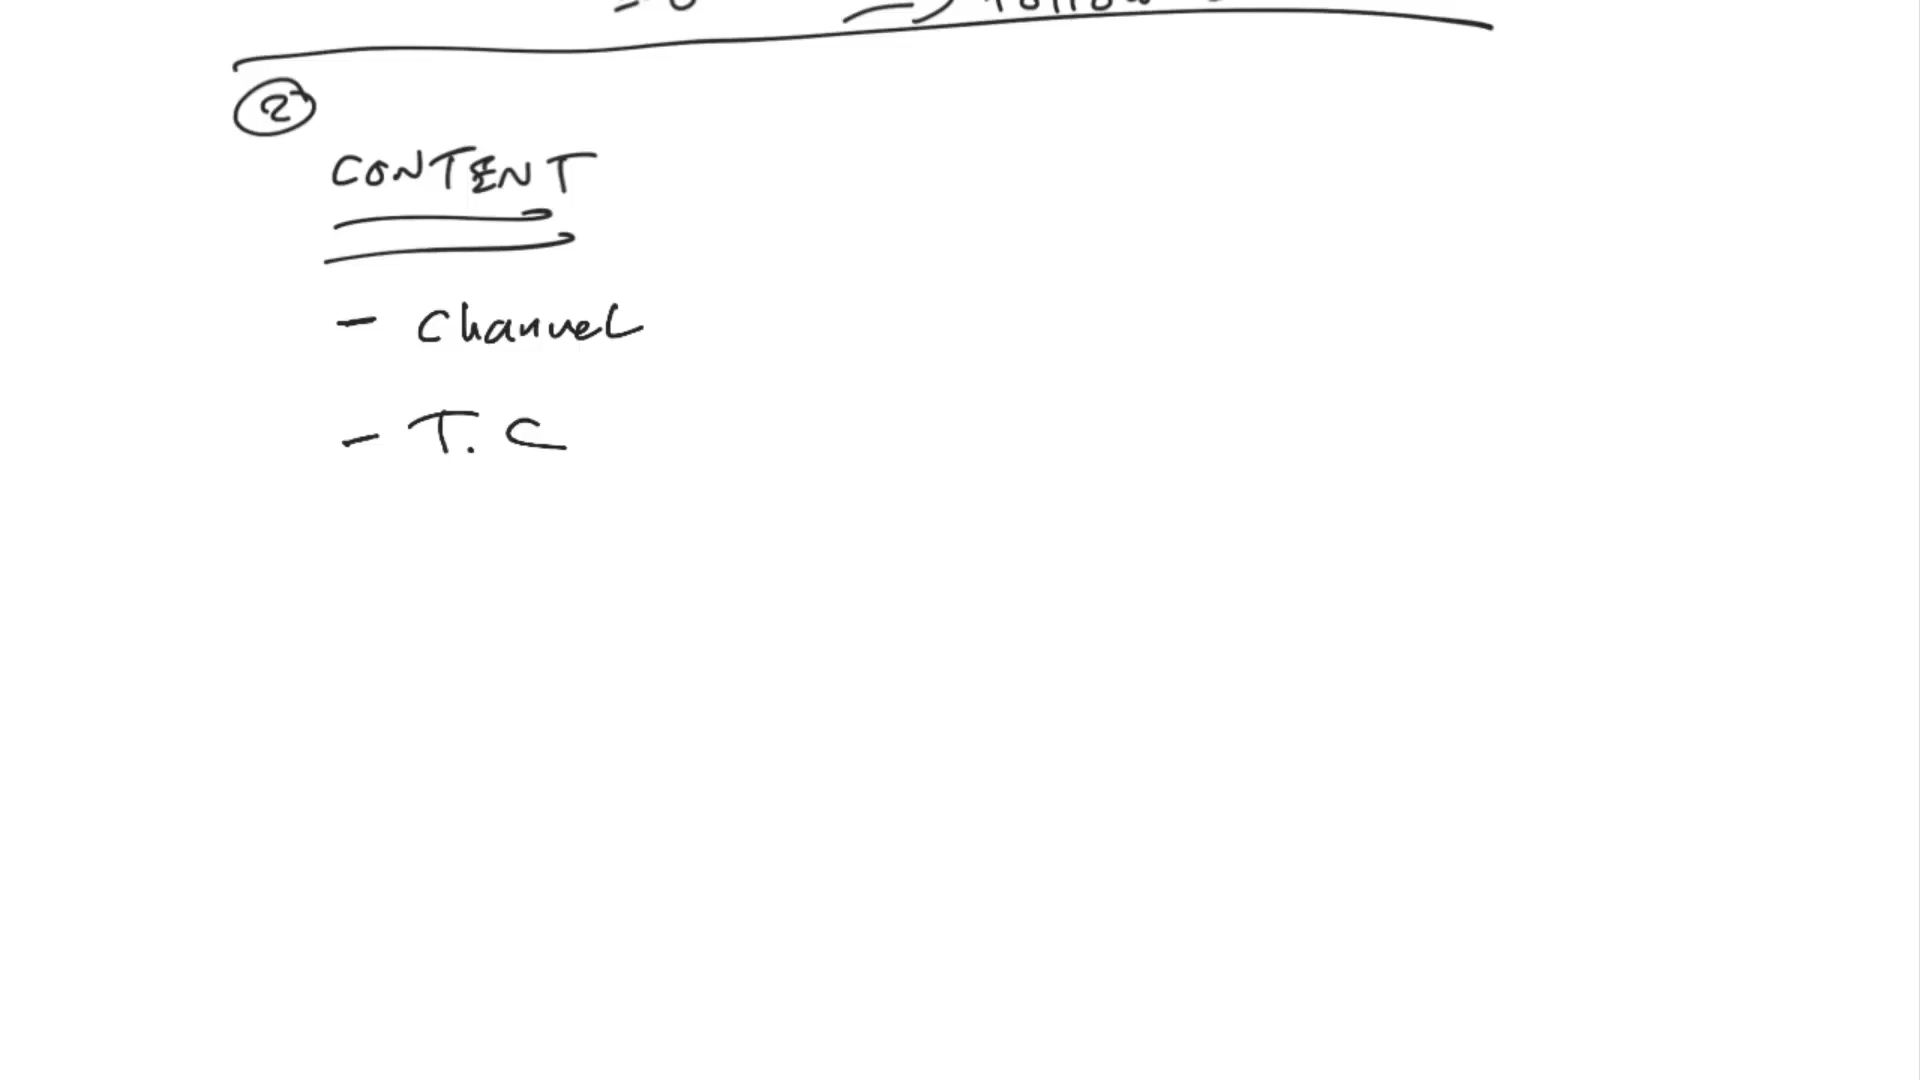 ②
CONTENT
- Channel
- T. C